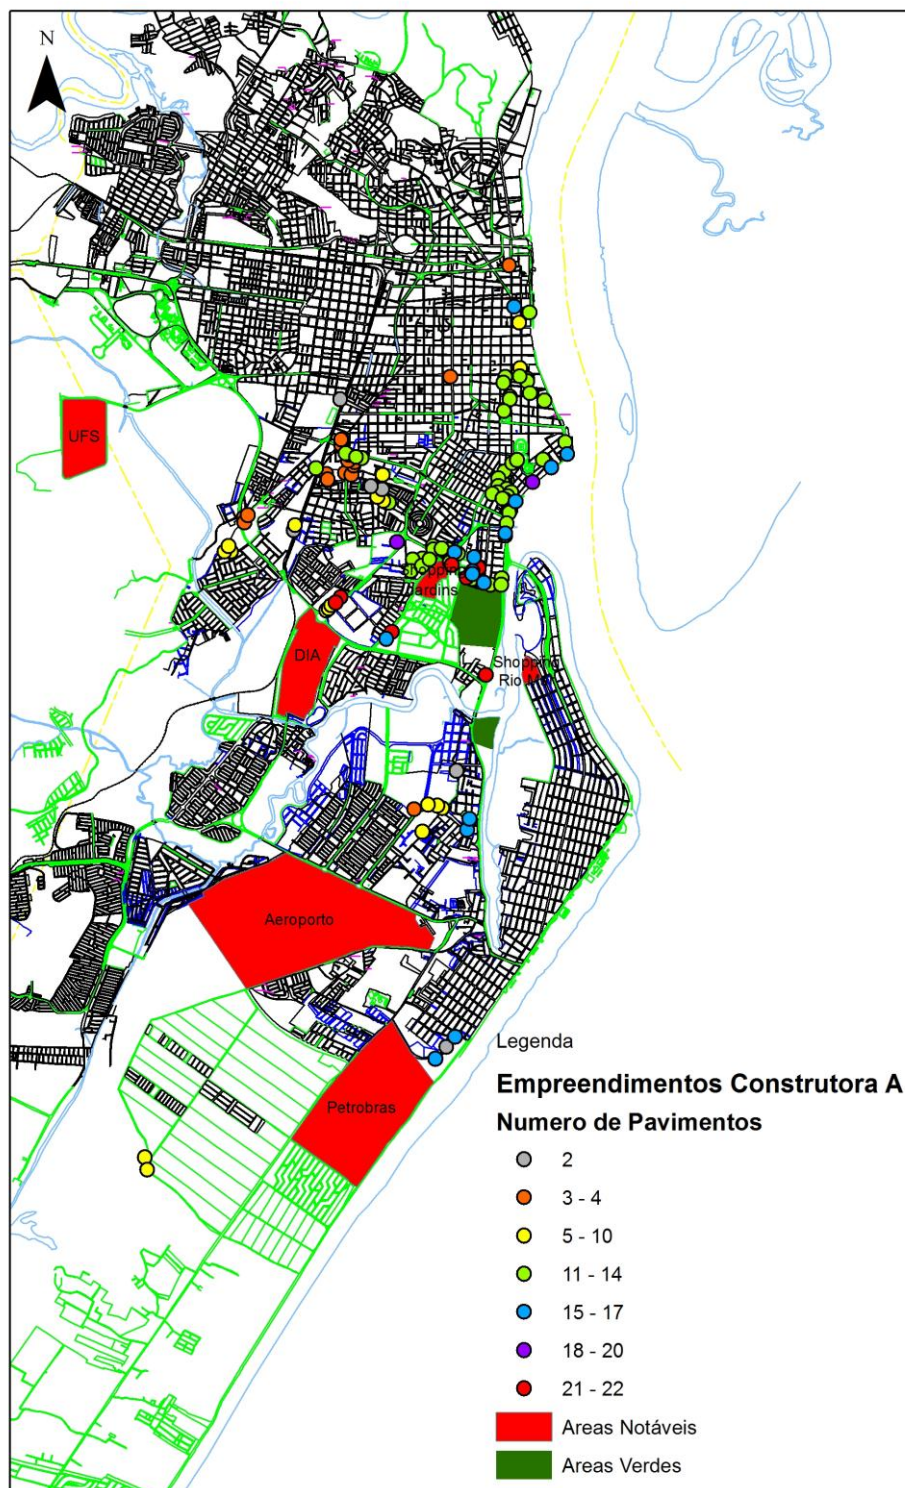 N
UFS
Shopping
Jardins
DIA
Shopping
Aeroporto
Petrobras
Legenda
Empreendimentos Construtora A
Numero de Pavimentos
2
3 - 4
5 - 10
11 - 14
15 - 17
18 - 20
21 - 22
Areas Notáveis
Areas Verdes